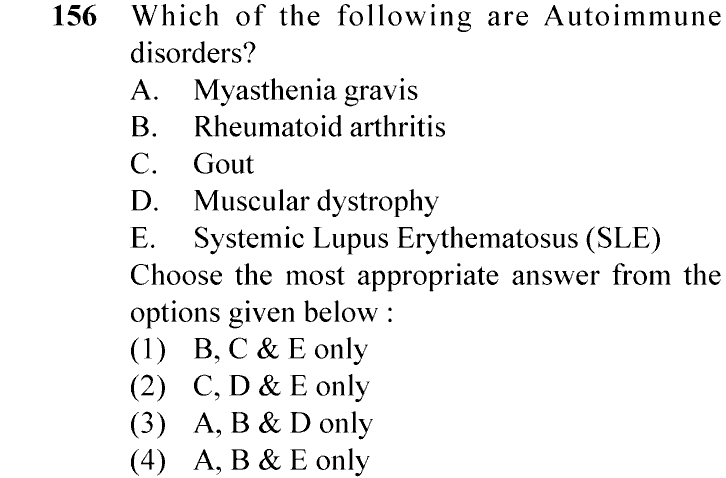 156 Which of the following are Autoimmune
disorders?
A. Myasthenia gravis
B. Rheumatoid arthritis
C. Gout
D. Muscular dystrophy
E. Systemic Lupus Erythematosus (SLE)
Choose the most appropriate answer from the
options given below :
(1) B, C & E only
(2) C, D & E only
(3) A, B & D only
(4) A, B & E only